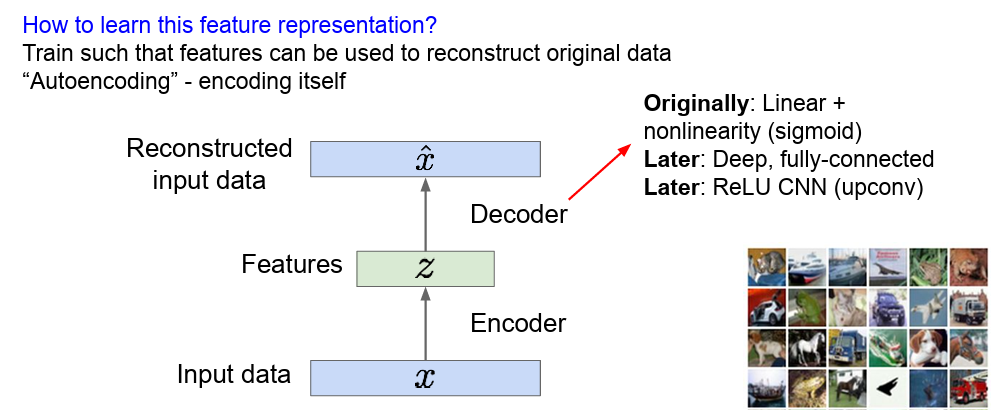 How to learn this feature representation?
Train such that features can be used to reconstruct original data
“Autoencoding” - encoding itself
Originally: Linear +
nonlinearity (sigmoid)
Later: Deep, fully-connected
Later: ReLU CNN (upconv)
Reconstructed
input data
x̂
Decoder
Features
z
Encoder
Input data
x